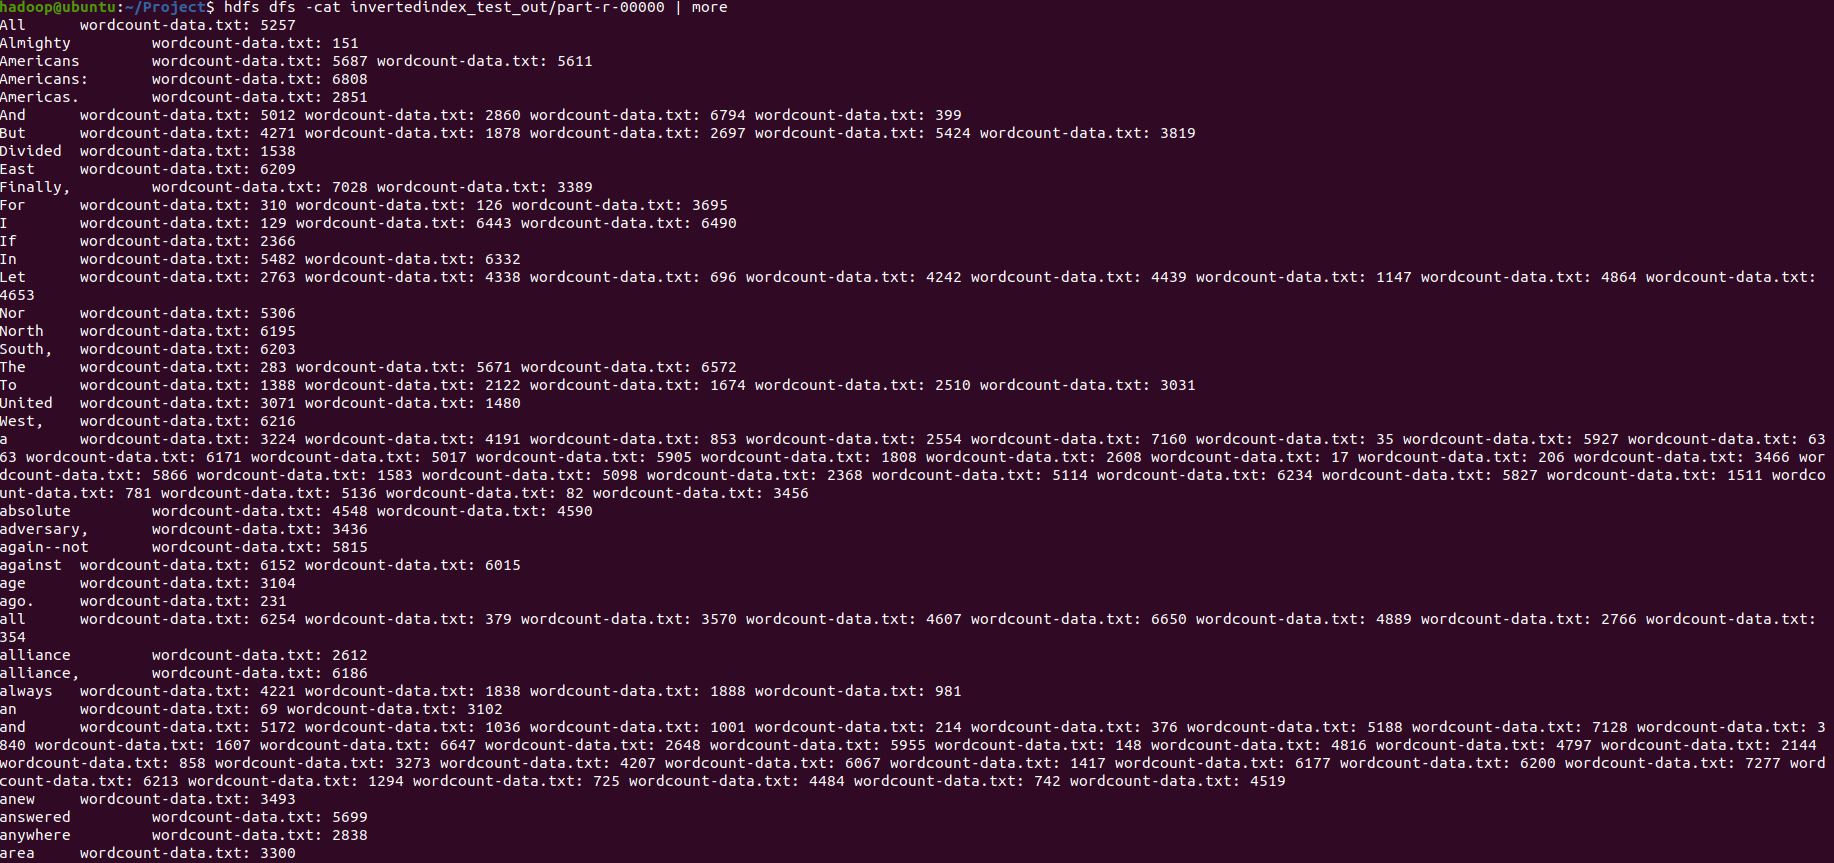 hadoop@ubuntu:~/Project$ hdfs dfs -cat invertedindex_test_out/part-r-00000 | more
All wordcount-data.txt: 5257
Almighty wordcount-data.txt: 151
Americans wordcount-data.txt: 5687 wordcount-data.txt: 5611
Americans: wordcount-data.txt: 6808
Americas. wordcount-data.txt: 2851
And wordcount-data.txt: 5012 wordcount-data.txt: 2860 wordcount-data.txt: 6794 wordcount-data.txt: 399
But wordcount-data.txt: 4271 wordcount-data.txt: 1878 wordcount-data.txt: 2697 wordcount-data.txt: 5424 wordcount-data.txt: 3819
Divided wordcount-data.txt: 1538
East wordcount-data.txt: 6209
Finally, wordcount-data.txt: 7028 wordcount-data.txt: 3389
For wordcount-data.txt: 310 wordcount-data.txt: 126 wordcount-data.txt: 3695
I wordcount-data.txt: 129 wordcount-data.txt: 6443 wordcount-data.txt: 6490
If wordcount-data.txt: 2366
In wordcount-data.txt: 5482 wordcount-data.txt: 6332
Let wordcount-data.txt: 2763 wordcount-data.txt: 4338 wordcount-data.txt: 696 wordcount-data.txt: 4242 wordcount-data.txt: 4439 wordcount-data.txt: 1147 wordcount-data.txt: 4864 wordcount-data.txt:
4653
Nor wordcount-data.txt: 5306
North wordcount-data.txt: 6195
South, wordcount-data.txt: 6203
The wordcount-data.txt: 283 wordcount-data.txt: 5671 wordcount-data.txt: 6572
To wordcount-data.txt: 1388 wordcount-data.txt: 2122 wordcount-data.txt: 1674 wordcount-data.txt: 2510 wordcount-data.txt: 3031
United wordcount-data.txt: 3071 wordcount-data.txt: 1480
West, wordcount-data.txt: 6216
a wordcount-data.txt: 3224 wordcount-data.txt: 4191 wordcount-data.txt: 853 wordcount-data.txt: 2554 wordcount-data.txt: 7160 wordcount-data.txt: 35 wordcount-data.txt: 5927 wordcount-data.txt: 63
63 wordcount-data.txt: 6171 wordcount-data.txt: 5017 wordcount-data.txt: 5905 wordcount-data.txt: 1808 wordcount-data.txt: 2608 wordcount-data.txt: 17 wordcount-data.txt: 206 wordcount-data.txt: 3466 wor
dcount-data.txt: 5866 wordcount-data.txt: 1583 wordcount-data.txt: 5098 wordcount-data.txt: 2368 wordcount-data.txt: 5114 wordcount-data.txt: 6234 wordcount-data.txt: 5827 wordcount-data.txt: 1511 wordco
unt-data.txt: 781 wordcount-data.txt: 5136 wordcount-data.txt: 82 wordcount-data.txt: 3456
absolute wordcount-data.txt: 4548 wordcount-data.txt: 4590
adversary, wordcount-data.txt: 3436
again--not wordcount-data.txt: 5815
against wordcount-data.txt: 6152 wordcount-data.txt: 6015
age wordcount-data.txt: 3104
ago. wordcount-data.txt: 231
all wordcount-data.txt: 6254 wordcount-data.txt: 379 wordcount-data.txt: 3570 wordcount-data.txt: 4607 wordcount-data.txt: 6650 wordcount-data.txt: 4889 wordcount-data.txt: 2766 wordcount-data.txt:
354
alliance wordcount-data.txt: 2612
alliance, wordcount-data.txt: 6186
always wordcount-data.txt: 4221 wordcount-data.txt: 1838 wordcount-data.txt: 1888 wordcount-data.txt: 981
an wordcount-data.txt: 69 wordcount-data.txt: 3102
and wordcount-data.txt: 5172 wordcount-data.txt: 1036 wordcount-data.txt: 1001 wordcount-data.txt: 214 wordcount-data.txt: 376 wordcount-data.txt: 5188 wordcount-data.txt: 7128 wordcount-data.txt: 3
840 wordcount-data.txt: 1607 wordcount-data.txt: 6647 wordcount-data.txt: 2648 wordcount-data.txt: 5955 wordcount-data.txt: 148 wordcount-data.txt: 4816 wordcount-data.txt: 4797 wordcount-data.txt: 2144
wordcount-data.txt: 858 wordcount-data.txt: 3273 wordcount-data.txt: 4207 wordcount-data.txt: 6067 wordcount-data.txt: 1417 wordcount-data.txt: 6177 wordcount-data.txt: 6200 wordcount-data.txt: 7277 word
count-data.txt: 6213 wordcount-data.txt: 1294 wordcount-data.txt: 725 wordcount-data.txt: 4484 wordcount-data.txt: 742 wordcount-data.txt: 4519
anew wordcount-data.txt: 3493
answered wordcount-data.txt: 5699
anywhere wordcount-data.txt: 2838
area wordcount-data.txt: 3300